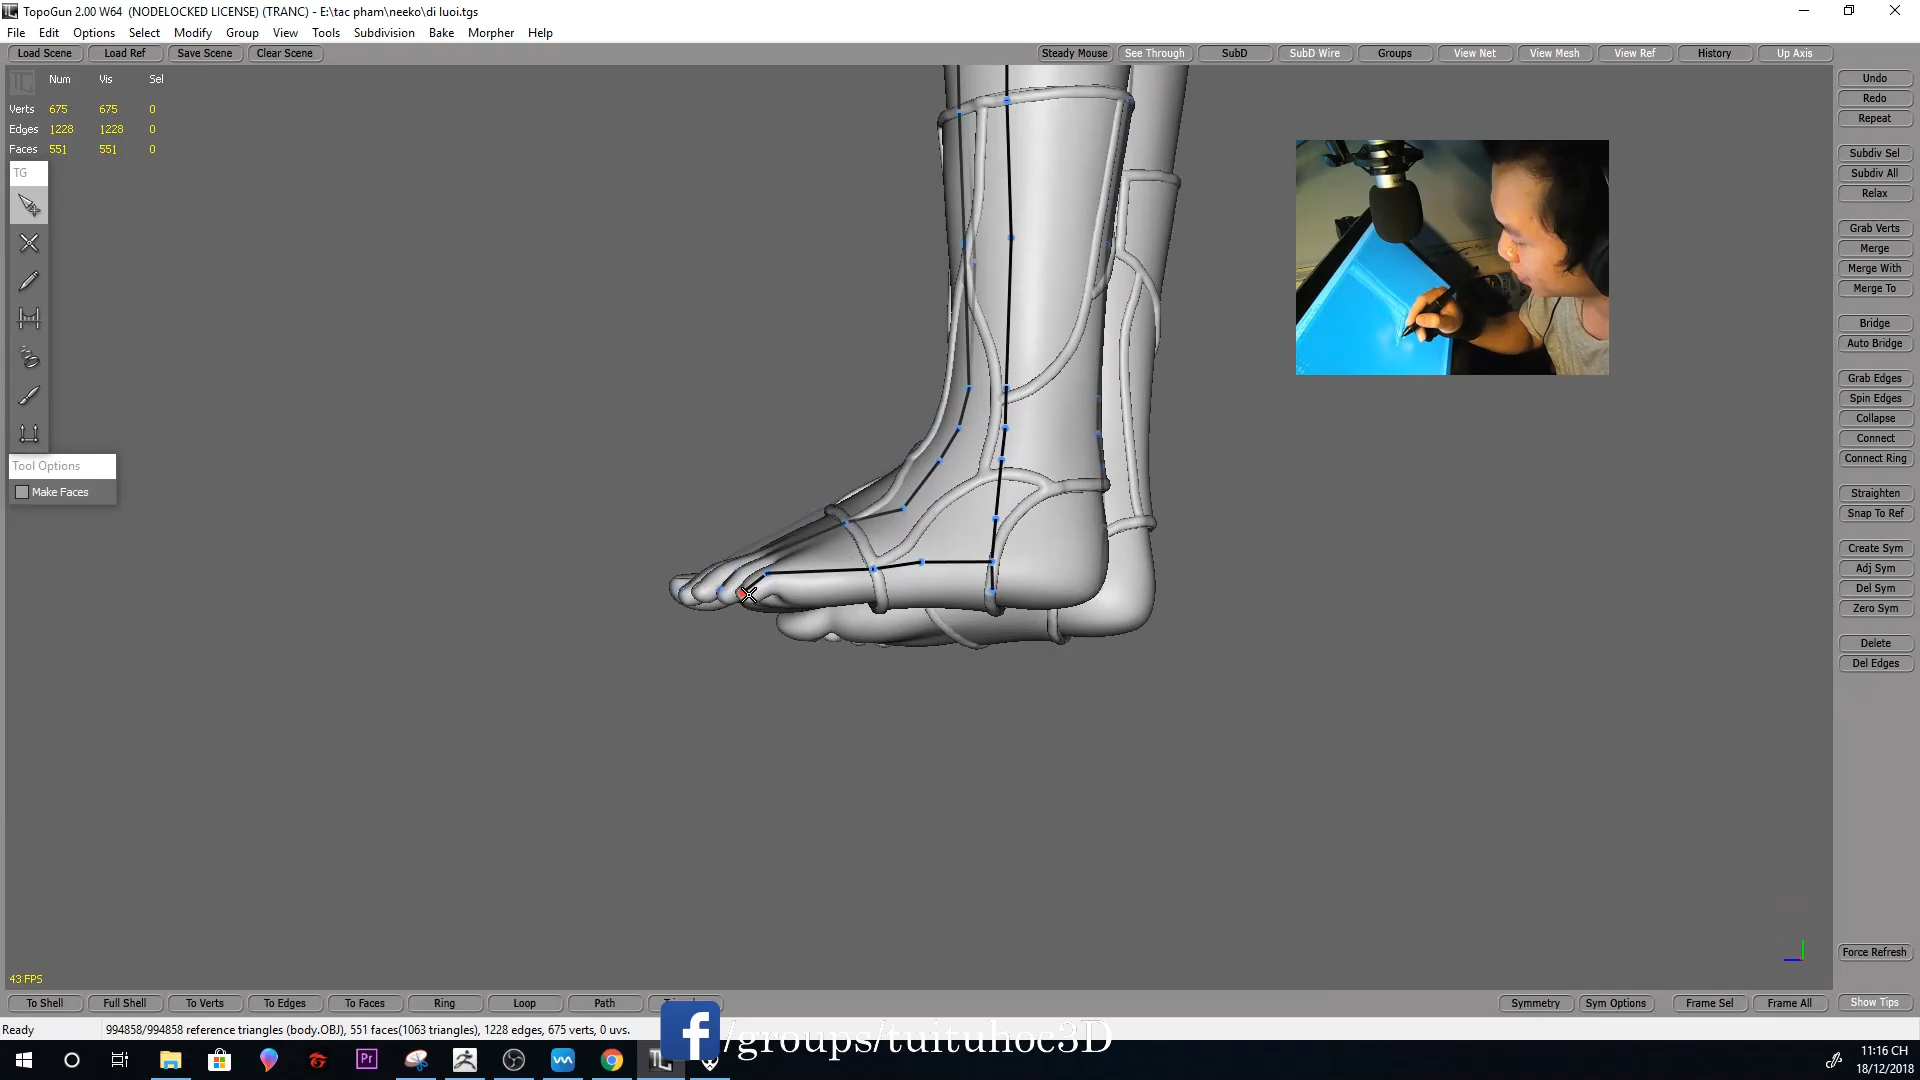 TopoGun 2.00 W64 (NODELOCKED LICENSE) (TRANC) - E:\tac pham\neeko\di luoi.tgs
File Edit Options Select Modify Group View Tools Subdivision Bake Morpher Help
Load Scene Load Ref Save Scene Clear Scene Steady Mouse See Through SubD SubD Wire Groups View Net View Mesh View Ref History Up Axis
Num Vis Sel
Verts 675 675 0
Edges 1228 1228 0
Faces 551 551 0
TG
Tool Options
Make Faces
Undo
Redo
Repeat
Subdiv Sel
Subdiv All
Relax
Grab Verts
Merge
Merge With
Merge To
Bridge
Auto Bridge
Grab Edges
Spin Edges
Collapse
Connect
Connect Ring
Straighten
Snap To Ref
Create Sym
Adj Sym
Del Sym
Zero Sym
Delete
Del Edges
Force Refresh
43 FPS
To Shell Full Shell To Verts To Edges To Faces Ring Loop Path Symmetry Sym Options Frame Sel Frame All Show Tips
Ready 994858/994858 reference triangles (body.OBJ), 551 faces(1063 triangles), 1228 edges, 675 verts, 0 uvs.
f /groups/tuituhoc3D
Pr
11:16 CH
18/12/2018